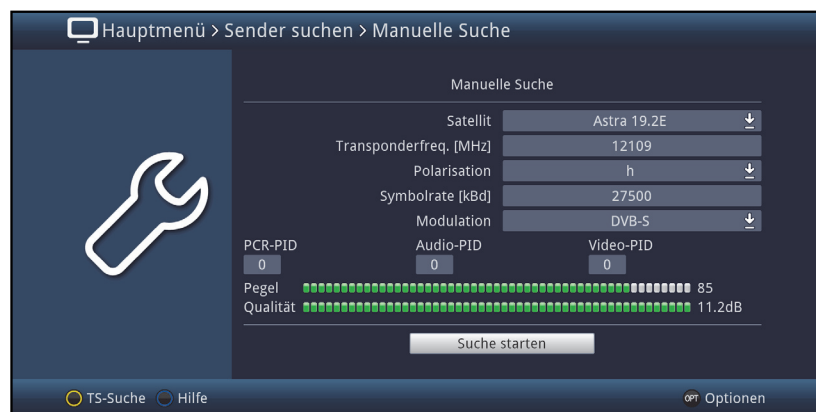 Hauptmenü > Sender suchen > Manuelle Suche
Manuelle Suche
Satellit Astra 19.2E
Transponderfreq. [MHz] 12109
Polarisation h
Symbolrate [kBd] 27500
Modulation DVB-S
PCR-PID Audio-PID Video-PID
0 0 0
Pegel 85
Qualität 11.2dB
Suche starten
TS-Suche Hilfe OPT Optionen